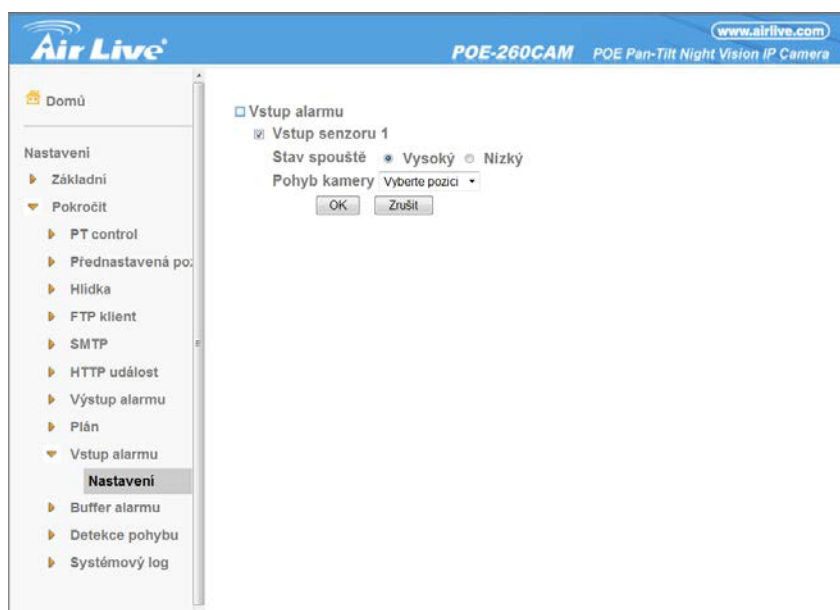 Air Live
www.airlive.com
POE-260CAM POE Pan-Tilt Night Vision IP Camera
Domů
Nastavení
Základní
Pokročit
PT control
Přednastavená poz
Hlídka
FTP klient
SMTP
HTTP událost
Výstup alarmu
Plán
Vstup alarmu
Nastavení
Buffer alarmu
Detekce pohybu
Systémový log
Vstup alarmu
Vstup senzoru 1
Stav spouště Vysoký Nízký
Pohyb kamery Vyberte pozici
OK Zrušit